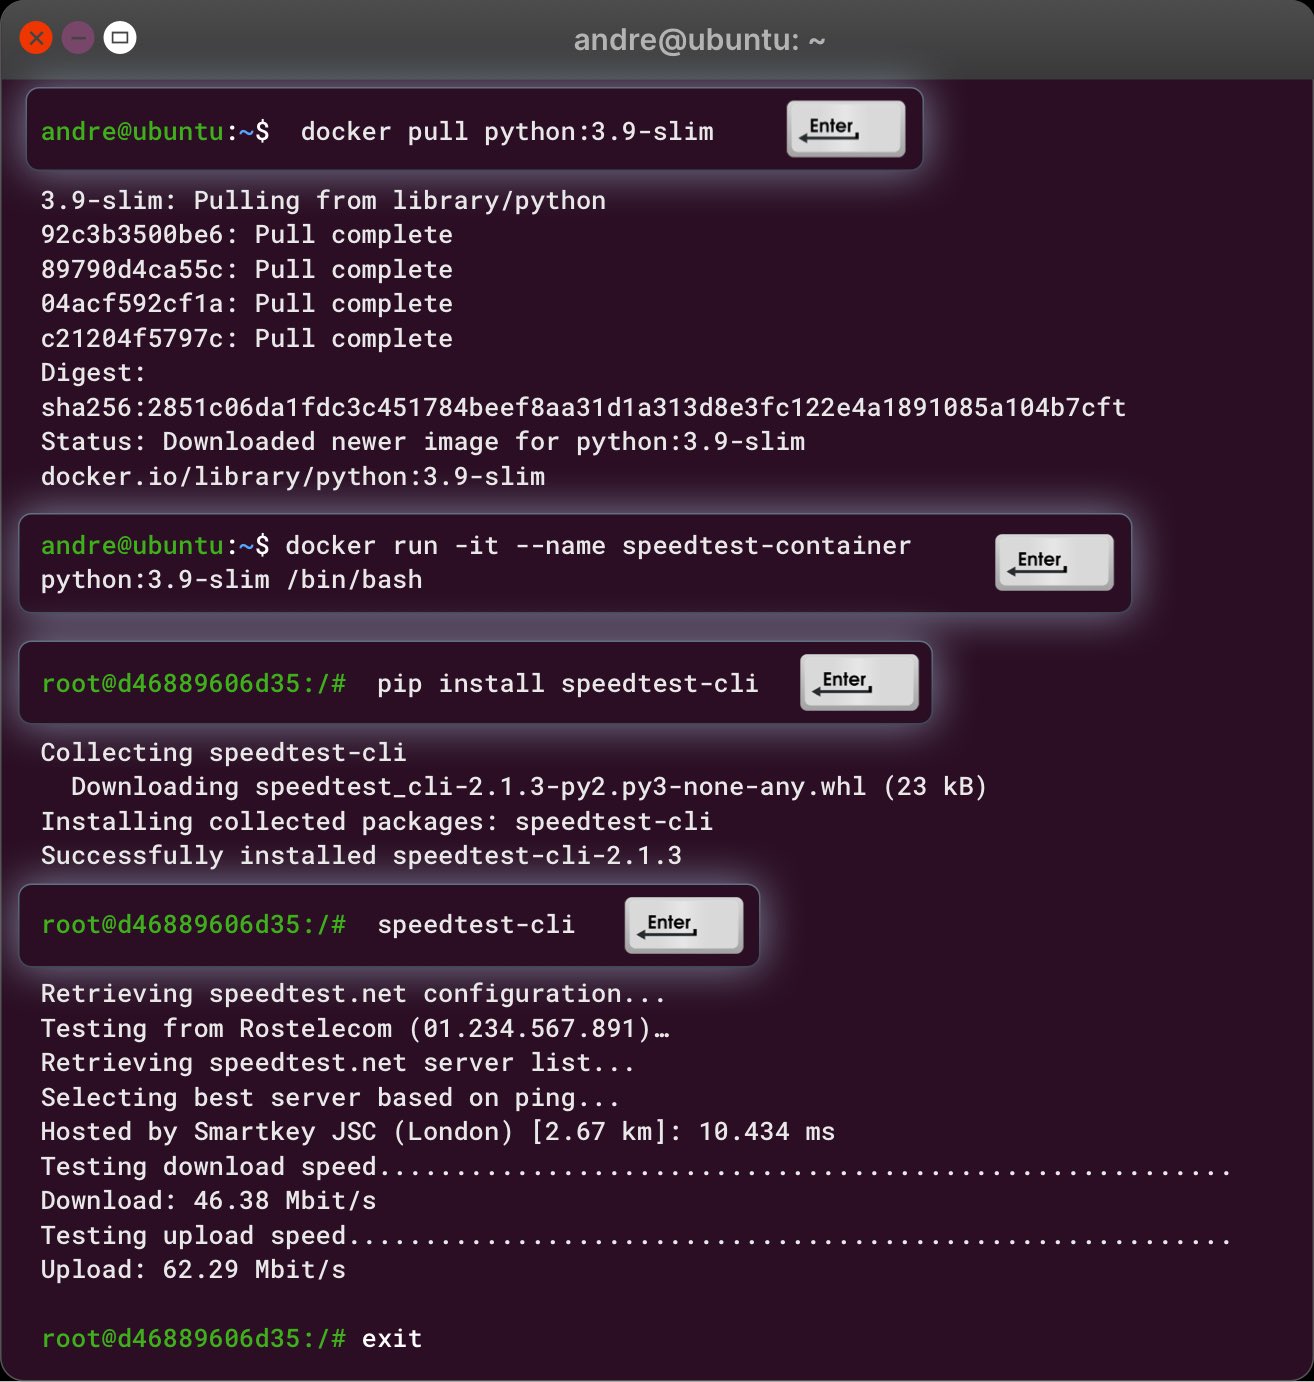 andre@ubuntu: ~
andre@ubuntu:~$ docker pull python:3.9-slim Enter
3.9-slim: Pulling from library/python
92c3b3500be6: Pull complete
89790d4ca55c: Pull complete
04acf592cf1a: Pull complete
c21204f5797c: Pull complete
Digest:
sha256:2851c06da1fdc3c451784beef8aa31d1a313d8e3fc122e4a1891085a104b7cft
Status: Downloaded newer image for python:3.9-slim
docker.io/library/python:3.9-slim
andre@ubuntu:~$ docker run -it --name speedtest-container
python:3.9-slim /bin/bash Enter
root@d46889606d35:/# pip install speedtest-cli Enter
Collecting speedtest-cli
  Downloading speedtest_cli-2.1.3-py2.py3-none-any.whl (23 kB)
Installing collected packages: speedtest-cli
Successfully installed speedtest-cli-2.1.3
root@d46889606d35:/# speedtest-cli Enter
Retrieving speedtest.net configuration...
Testing from Rostelecom (01.234.567.891)…
Retrieving speedtest.net server list...
Selecting best server based on ping...
Hosted by Smartkey JSC (London) [2.67 km]: 10.434 ms
Testing download speed........................................................
Download: 46.38 Mbit/s
Testing upload speed..........................................................
Upload: 62.29 Mbit/s
root@d46889606d35:/# exit